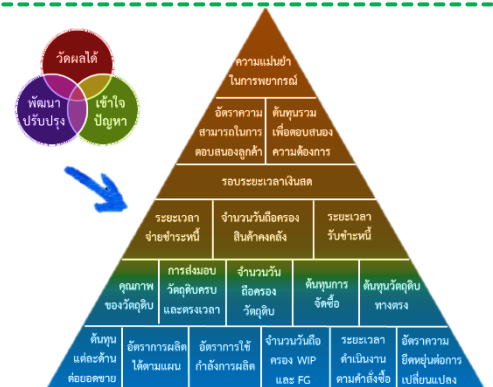 วัดผลได้
พัฒนา
ปรับปรุง
เข้าใจ
ปัญหา
ความแม่นยำ
ในการพยากรณ์
อัตราความ
สามารถในการ
ตอบสนองลูกค้า
ต้นทุนรวม
เพื่อตอบสนอง
ความต้องการ
รอบระยะเวลาเงินสด
ระยะเวลา
จ่ายชำระหนี้
จำนวนวันถือครอง
สินค้าคงคลัง
ระยะเวลา
รับชำะหนี้
คุณภาพ
ของวัตถุดิบ
การส่งมอบ
วัตถุดิบครบ
และตรงเวลา
จำนวนวัน
ถือครอง
วัตถุดิบ
ต้นทุนการ
จัดซื้อ
ต้นทุนวัตถุดิบ
ทางตรง
ต้นทุน
แต่ละด้าน
ต่อยอดขาย
อัตราการผลิต
ได้ตามแผน
อัตราการใช้
กำลังการผลิต
จำนวนวันถือ
ครอง WIP
และ FG
ระยะเวลา
ดำเนินงาน
ตามคำสั่งซื้อ
อัตราความ
ยืดหยุ่นต่อการ
เปลี่ยนแปลง